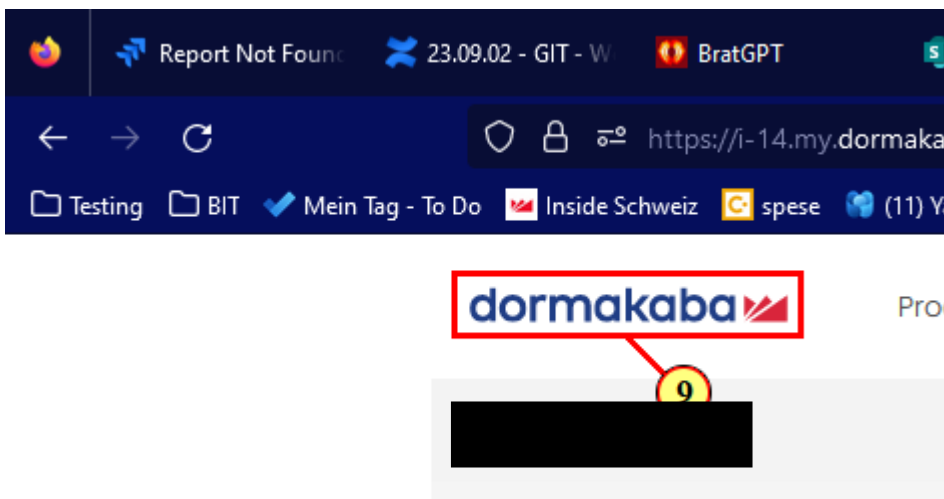 Report Not Found 23.09.02 - GIT - W BratGPT
https://i-14.my.dormaka
Testing BIT Mein Tag - To Do Inside Schweiz spese (11) Y
dormakaba Pro
9